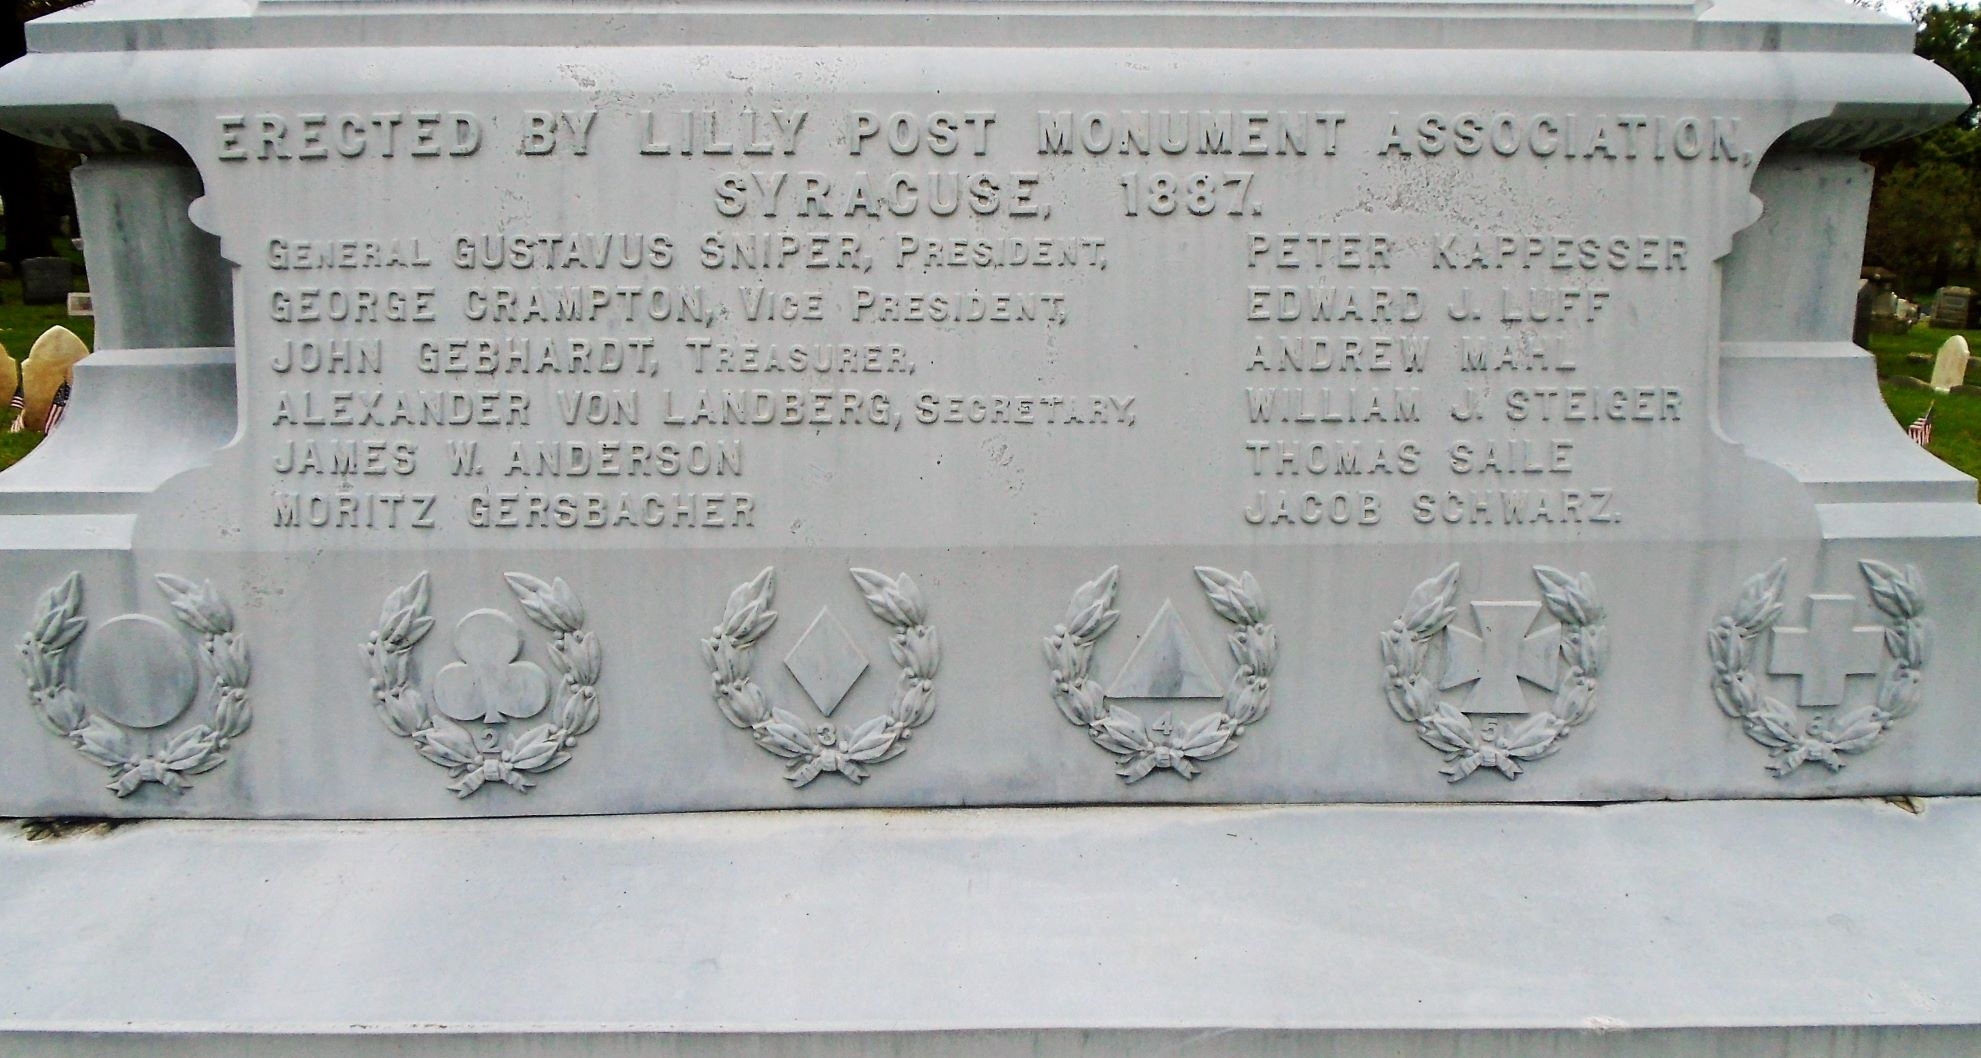 ERECTED BY LILLY POST MONUMENT ASSOCIATION,
SYRACUSE, 1887.
GENERAL GUSTAVUS SNIPER, PRESIDENT,
GEORGE CRAMPTON, VICE PRESIDENT,
JOHN GEBHARDT, TREASURER,
ALEXANDER VON LANDBERG, SECRETARY,
JAMES W. ANDERSON
MORITZ GERSBACHER
PETER KAPPESSER
EDWARD J. LUFF
ANDREW MAHL
WILLIAM J. STEIGER
THOMAS SAILE
JACOB SCHWARZ.
2 3 4 5 6